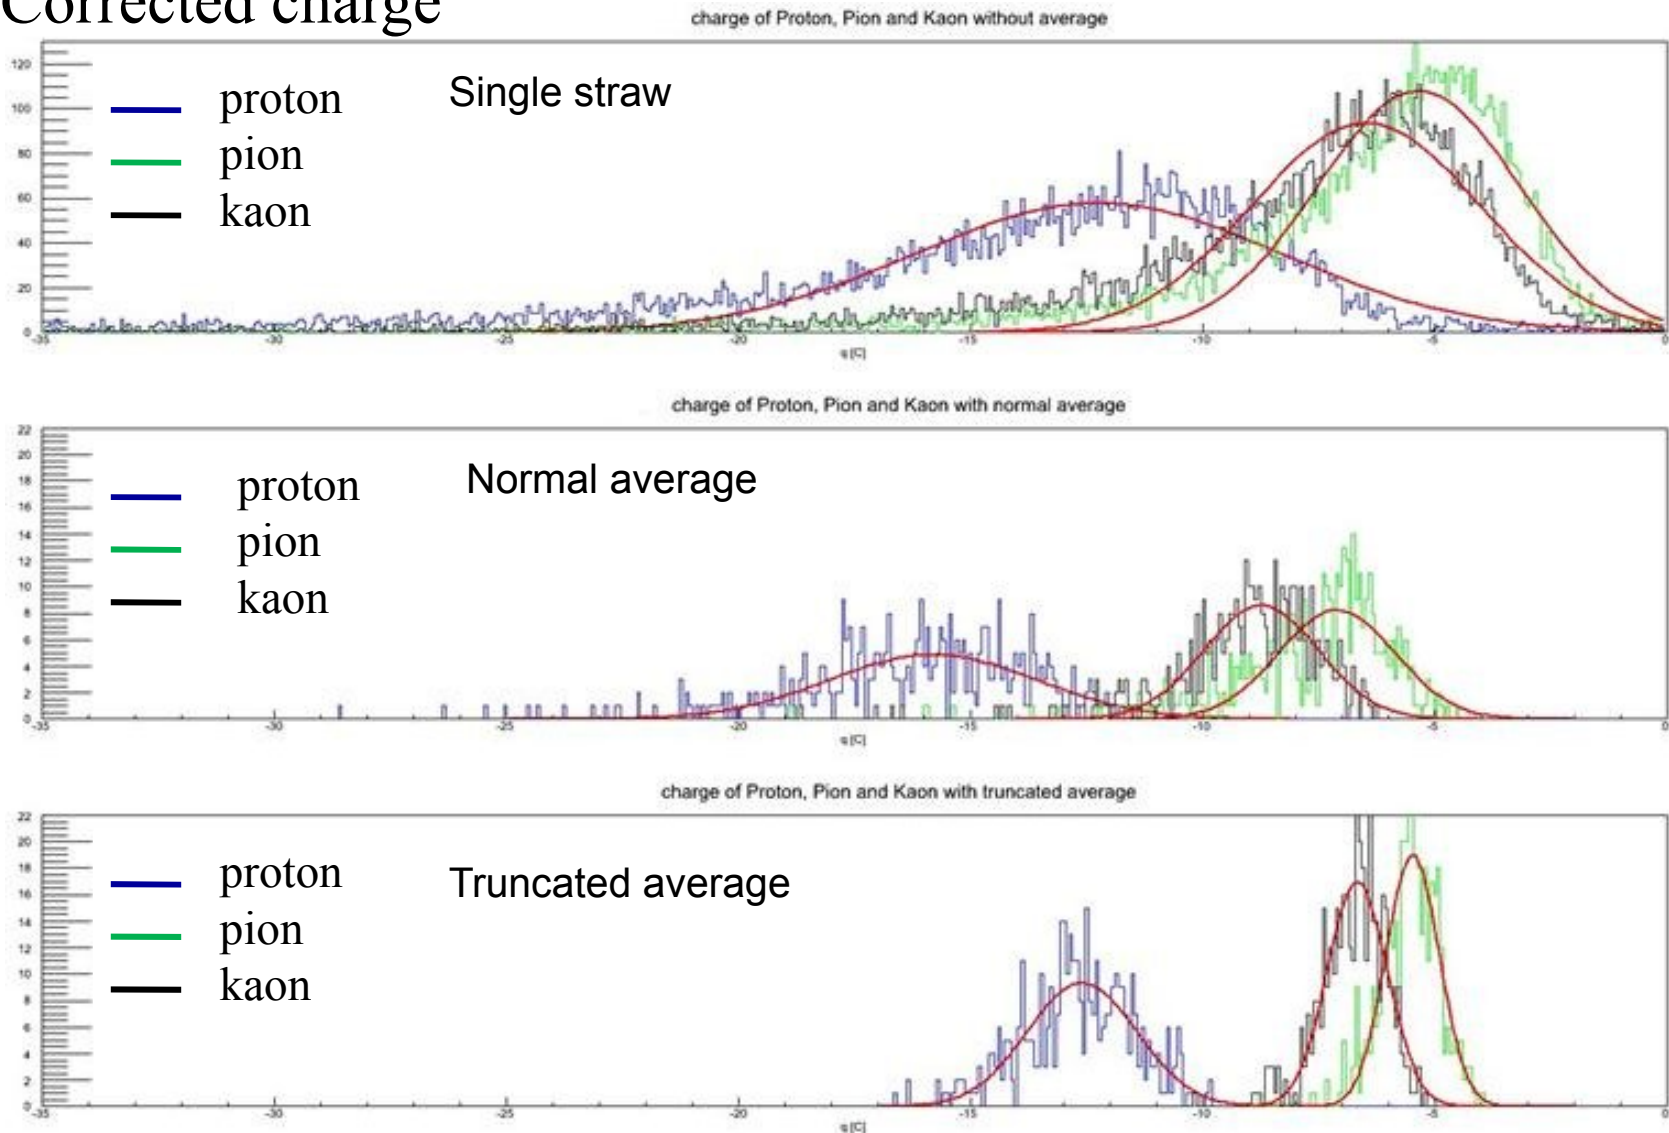 Corrected charge
charge of Proton, Pion and Kaon without average
120
100
80
60
40
20
0
proton
pion
kaon
Single straw
-35 -30 -25 -20 -15 -10 -5 0
q [C]
charge of Proton, Pion and Kaon with normal average
22
20
18
16
14
12
10
8
6
4
2
0
proton
pion
kaon
Normal average
-35 -30 -25 -20 -15 -10 -5 0
q [C]
charge of Proton, Pion and Kaon with truncated average
22
20
18
16
14
12
10
8
6
4
2
0
proton
pion
kaon
Truncated average
-35 -30 -25 -20 -15 -10 -5 0
q [C]